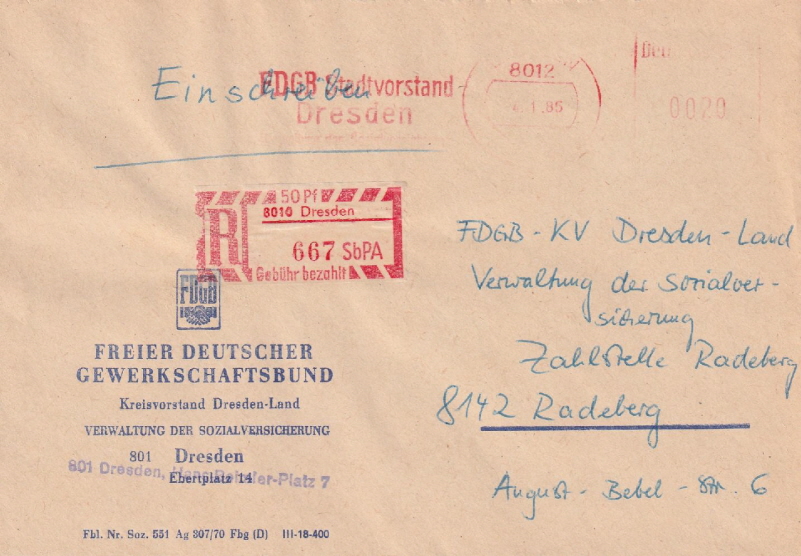 Einschreiben
FDGB Stadtvorstand
Dresden
8012
1.85
0020
50 Pf
8010 Dresden
R
667 SbPA
Gebühr bezahlt
FDGB
FREIER DEUTSCHER
GEWERKSCHAFTSBUND
Kreisvorstand Dresden-Land
VERWALTUNG DER SOZIALVERSICHERUNG
801 Dresden
Ebertplatz 14
801 Dresden, -Platz 7
Fbl. Nr. Soz. 551 Ag 307/70 Fbg (D) III-18-400
FDGB - KV Dresden - Land
Verwaltung der Sozialver-
sicherung
Zahlstelle Radeberg
8142 Radeberg
August - Bebel - Str. 6